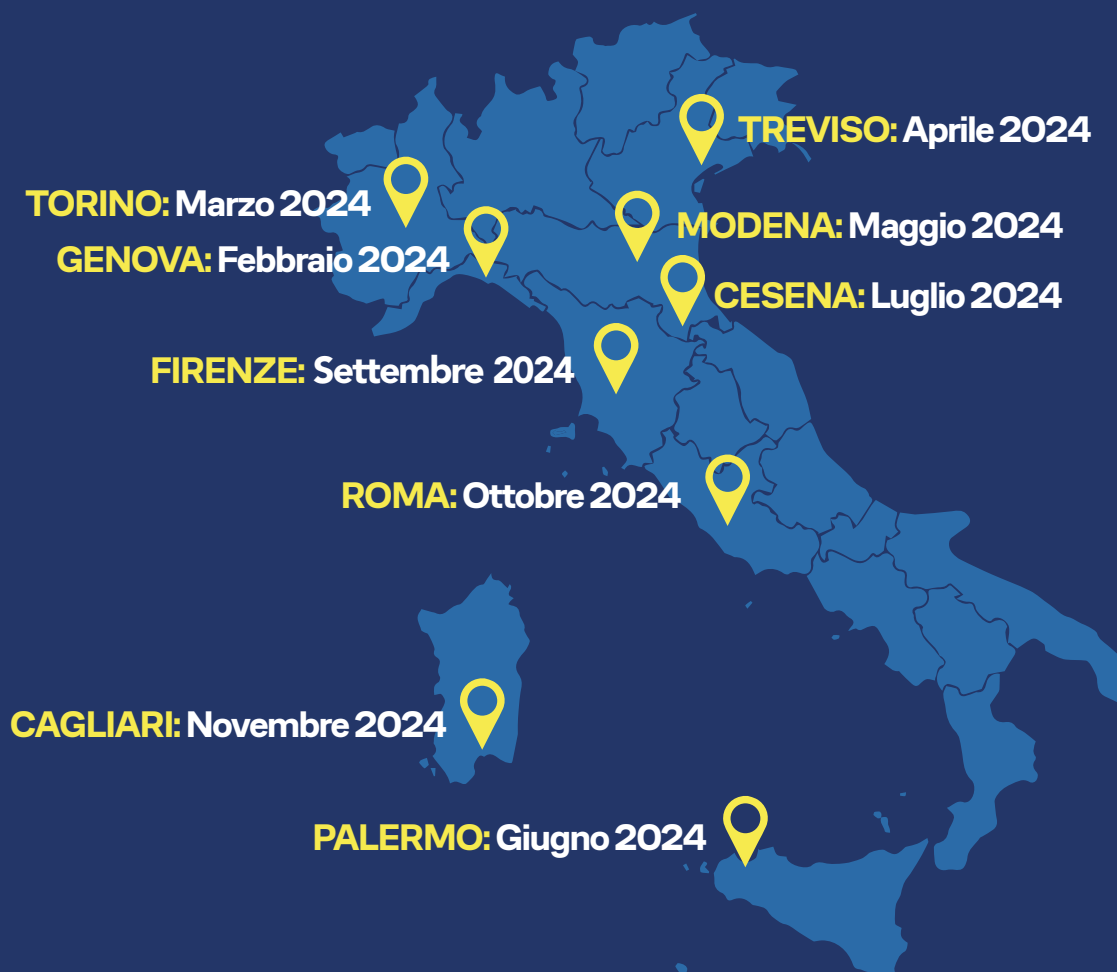 TREVISO: Aprile 2024
TORINO: Marzo 2024
MODENA: Maggio 2024
GENOVA: Febbraio 2024
CESENA: Luglio 2024
FIRENZE: Settembre 2024
ROMA: Ottobre 2024
CAGLIARI: Novembre 2024
PALERMO: Giugno 2024